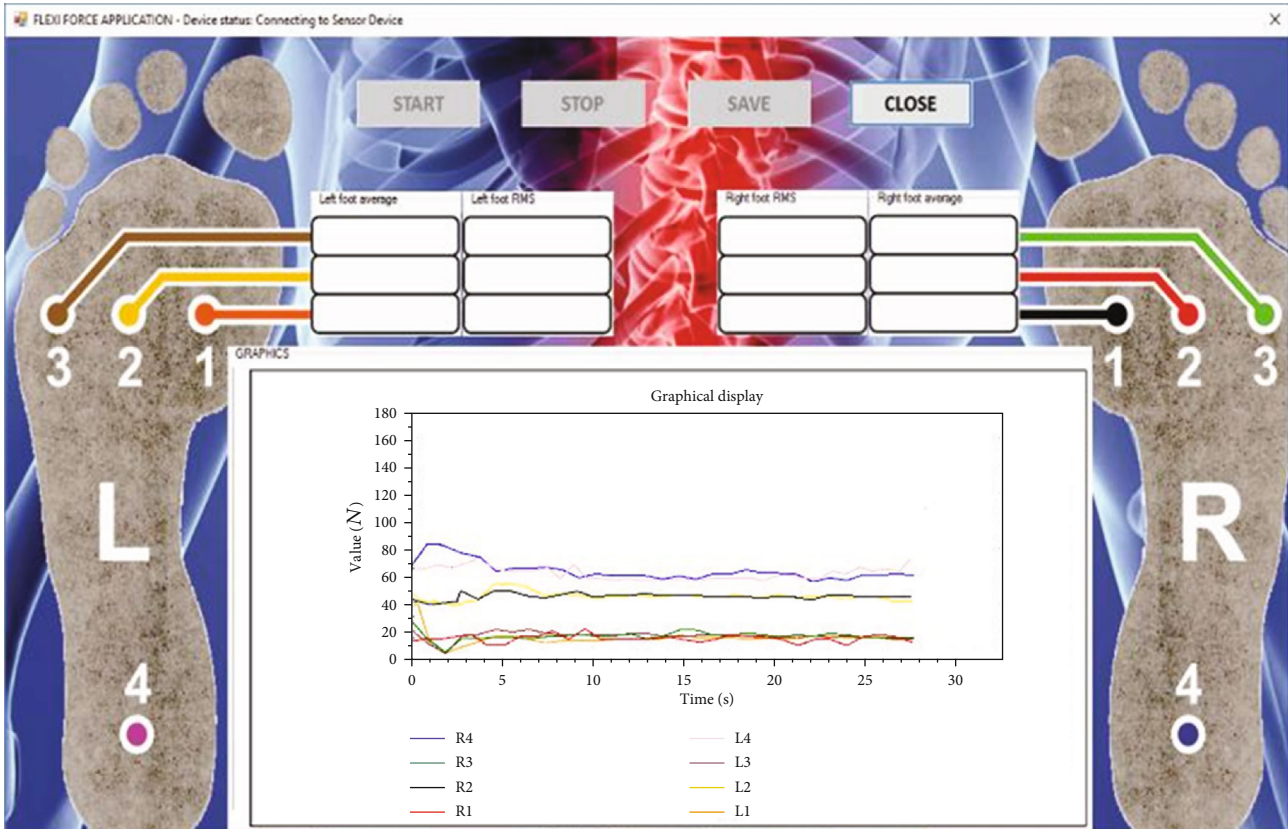 FLEXI FORCE APPLICATION - Device status: Connecting to Sensor Device
X
START STOP SAVE CLOSE
Left foot average Left foot RMS Right foot RMS Right foot average
3 2 1 1 2 3
GRAPHICS
Graphical display
180
160
140
120
100
80
60
40
20
0
Value (N)
0 5 10 15 20 25 30
Time (s)
L R
4 4
R4 L4
R3 L3
R2 L2
R1 L1